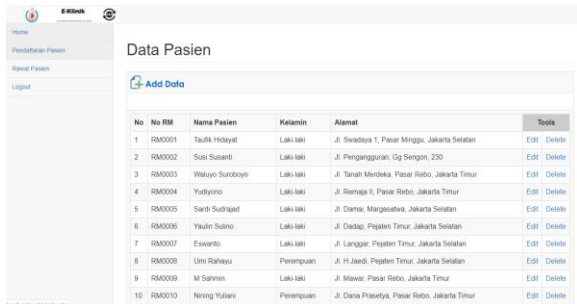 E-Klinik
Home
Pendaftaran Pasien
Rawat Pasien
Logout
Data Pasien
Add Data
No No RM Nama Pasien Kelamin Alamat Tools
1 RM0001 Taufik Hidayat Laki-laki Jl. Swadaya 1, Pasar Minggu, Jakarta Selatan Edit Delete
2 RM0002 Susi Susanti Laki-laki Jl. Pengangguran, Gg Sengon, 230 Edit Delete
3 RM0003 Waluyo Suroboyo Laki-laki Jl. Tanah Merdeka, Pasar Rebo, Jakarta Timur Edit Delete
4 RM0004 Yudiyono Laki-laki Jl. Remaja II, Pasar Rebo, Jakarta Timur Edit Delete
5 RM0005 Sardi Sudrajad Laki-laki Jl. Damai, Margasatwa, Jakarta Selatan Edit Delete
6 RM0006 Yaulin Sulino Laki-laki Jl. Dadap, Pejaten Timur, Jakarta Selatan Edit Delete
7 RM0007 Eswanto Laki-laki Jl. Langgar, Pejaten Timur, Jakarta Selatan Edit Delete
8 RM0008 Umi Rahayu Perempuan Jl. H.Jaedi, Pejaten Timur, Jakarta Selatan Edit Delete
9 RM0009 M Sahmin Laki-laki Jl. Mawar, Pasar Rebo, Jakarta Timur Edit Delete
10 RM0010 Nining Yuliani Perempuan Jl. Dana Prasetya, Pasar Rebo, Jakarta Timur Edit Delete